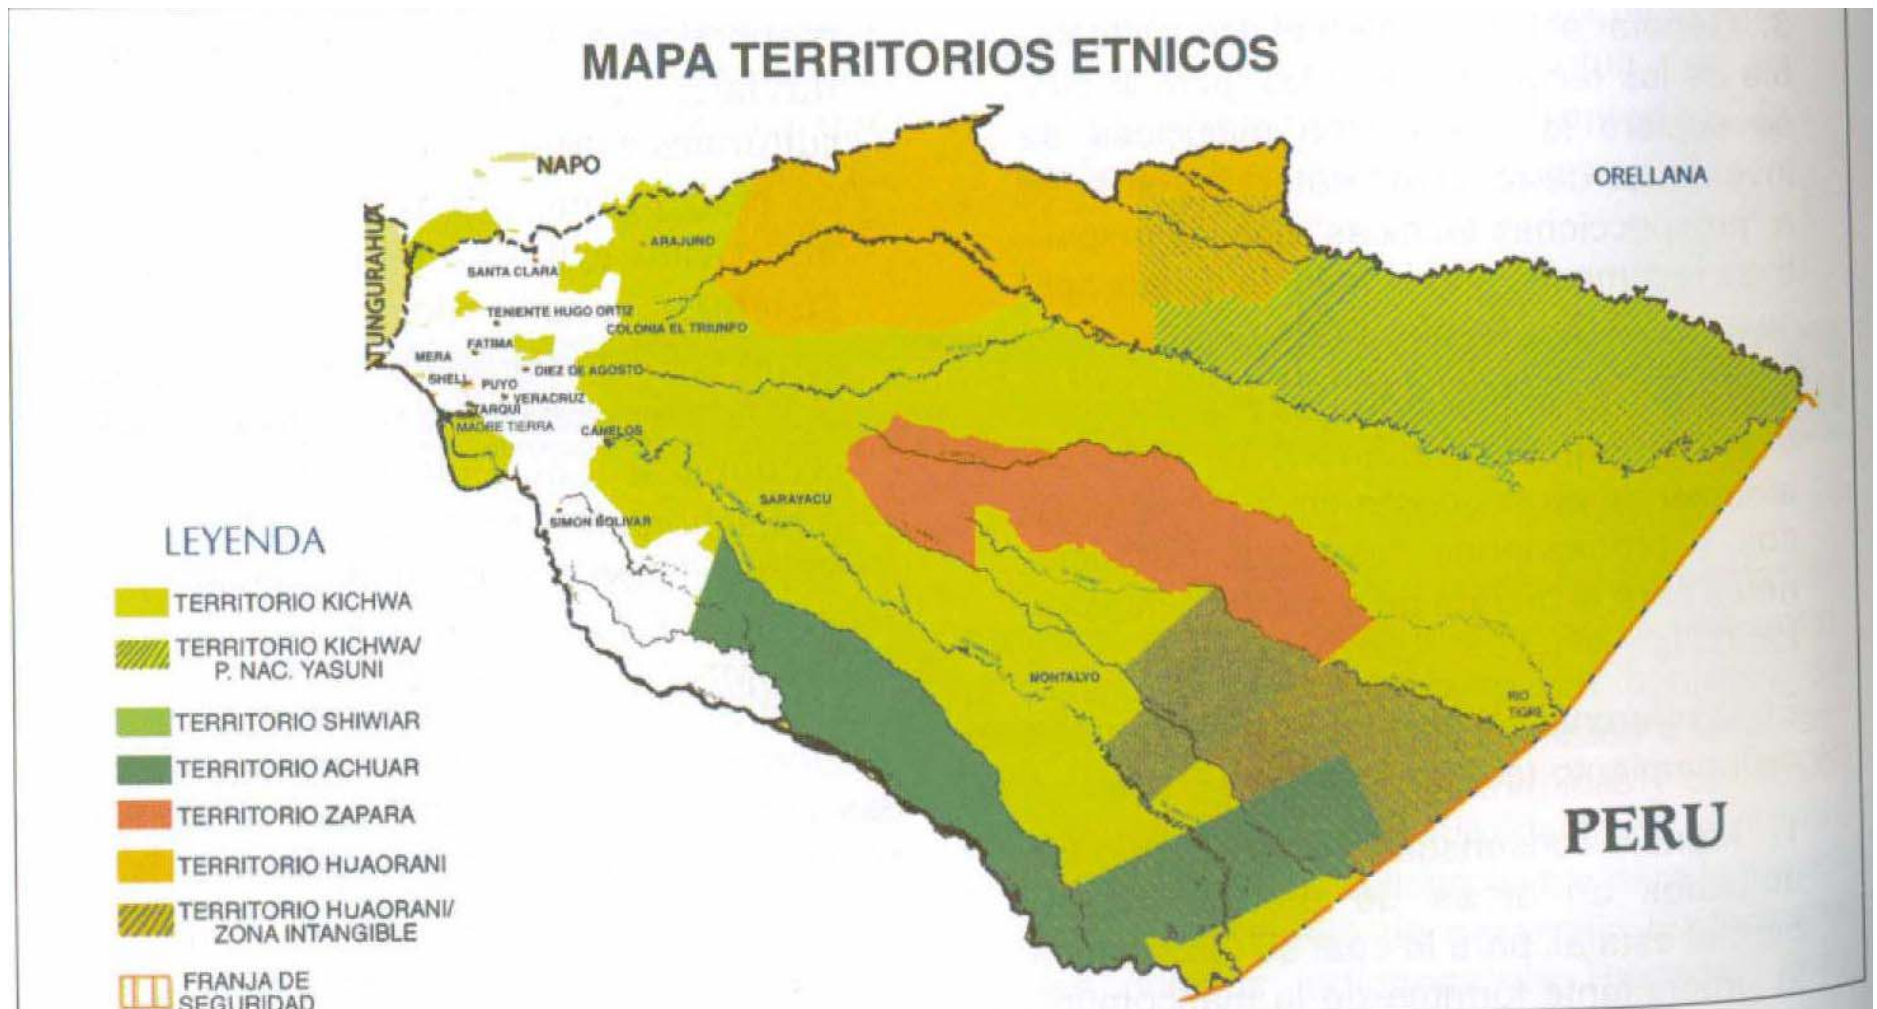 MAPA TERRITORIOS ETNICOS
NAPO
ORELLANA
TUNGURAHUA
ARAJUNO
SANTA CLARA
TENIENTE HUGO ORTIZ
COLONIA EL TRIUNFO
FATIMA
MERA
DIEZ DE AGOSTO
SHELL
PUYO
VERACRUZ
TARQUI
MADRE TIERRA
CANELOS
SARAYACU
SIMON BOLIVAR
MONTALVO
RIO
TIGRE
PERU
LEYENDA
TERRITORIO KICHWA
TERRITORIO KICHWA/
P. NAC. YASUNI
TERRITORIO SHIWIAR
TERRITORIO ACHUAR
TERRITORIO ZAPARA
TERRITORIO HUAORANI
TERRITORIO HUAORANI/
ZONA INTANGIBLE
FRANJA DE
SEGURIDAD